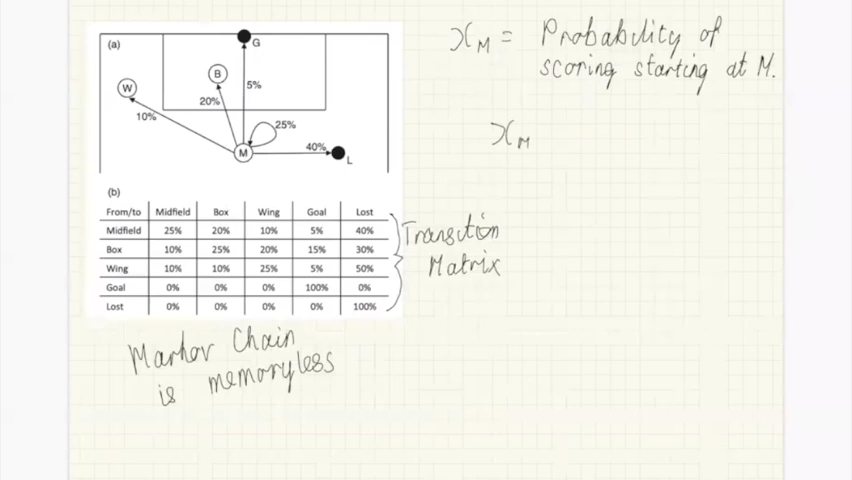 (a)
G
B
W
5%
20%
10%
25%
40%
M
L
(b)
From/to Midfield Box Wing Goal Lost
Midfield 25% 20% 10% 5% 40%
Box 10% 25% 20% 15% 30%
Wing 10% 10% 25% 5% 50%
Goal 0% 0% 0% 100% 0%
Lost 0% 0% 0% 0% 100%
Transition
Matrix
Markov Chain
is memoryless
x_M = Probability of
scoring starting at M.
x_M